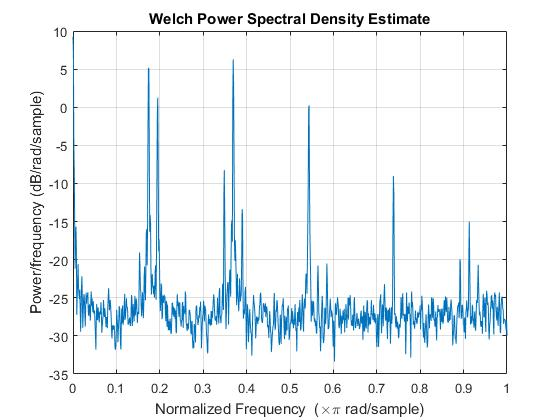 Welch Power Spectral Density Estimate
10
5
0
-5
-10
-15
-20
-25
-30
-35
Power/frequency (dB/rad/sample)
0 0.1 0.2 0.3 0.4 0.5 0.6 0.7 0.8 0.9 1
Normalized Frequency (×π rad/sample)